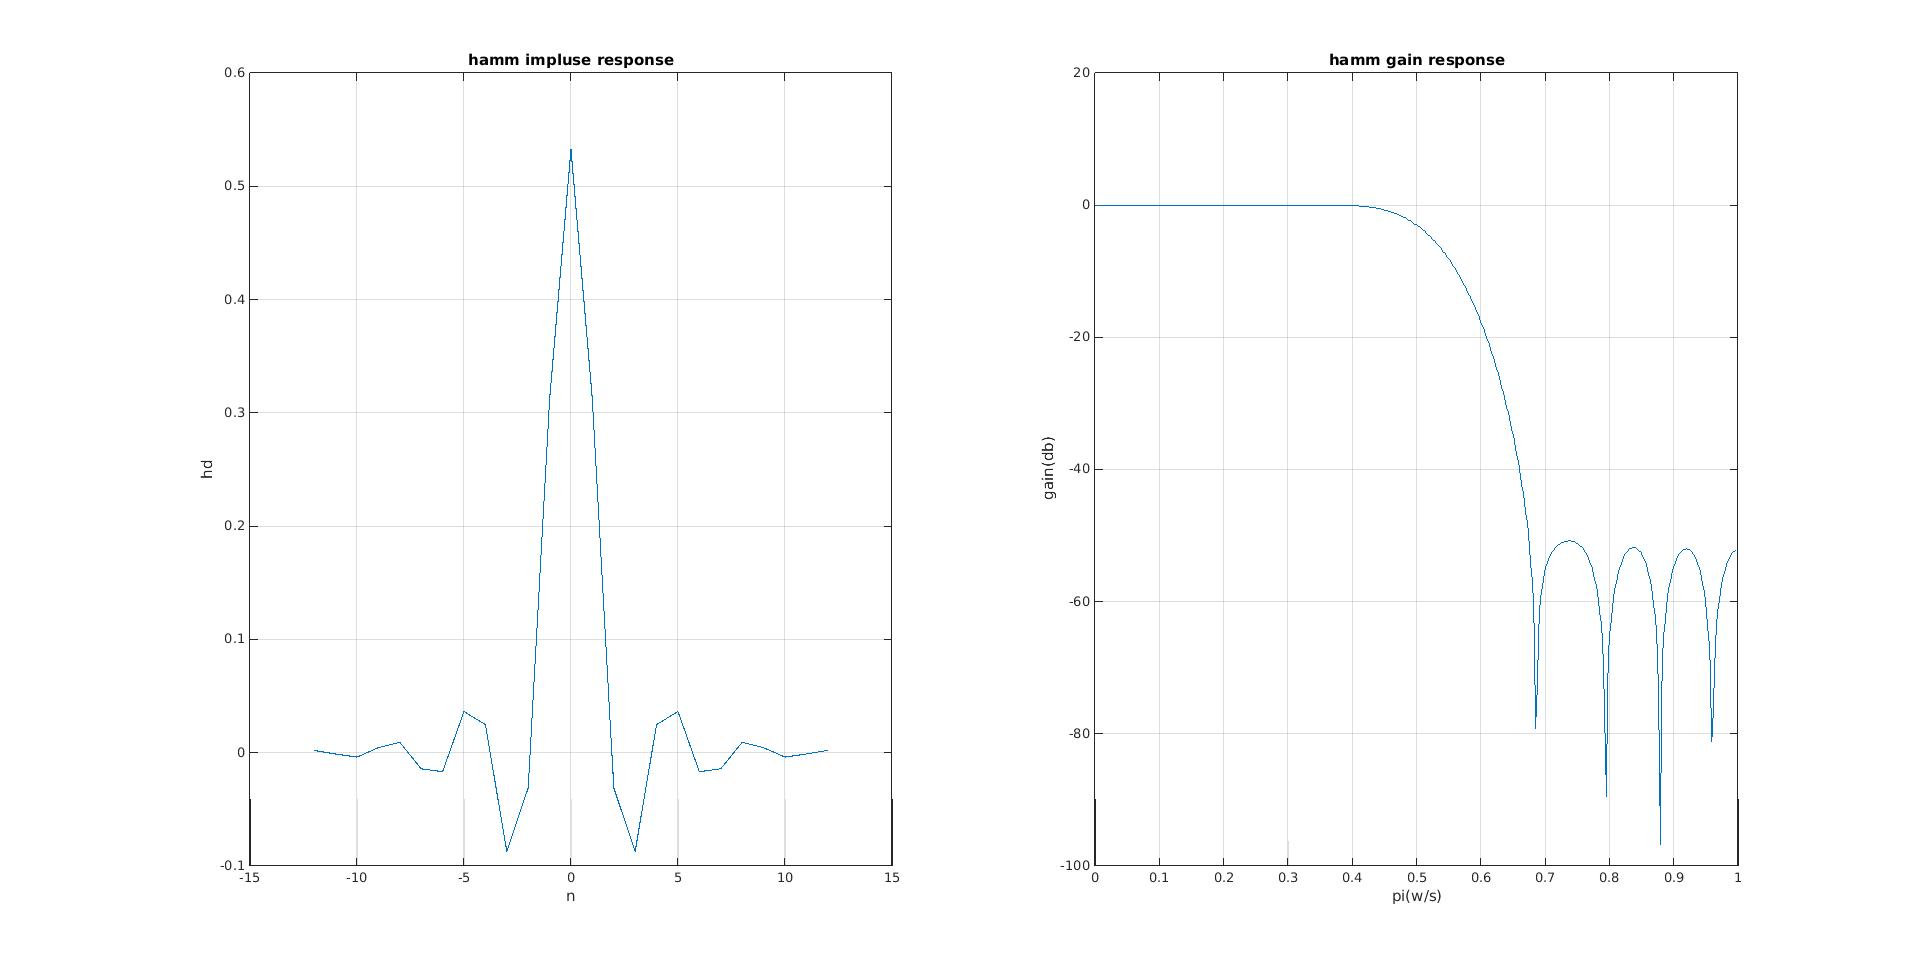 hamm impluse response
0.6
0.5
0.4
0.3
0.2
0.1
0
-0.1
hd
-15 -10 -5 0 5 10 15
n
hamm gain response
20
0
-20
-40
-60
-80
-100
gain(db)
0 0.1 0.2 0.3 0.4 0.5 0.6 0.7 0.8 0.9 1
pi(w/s)